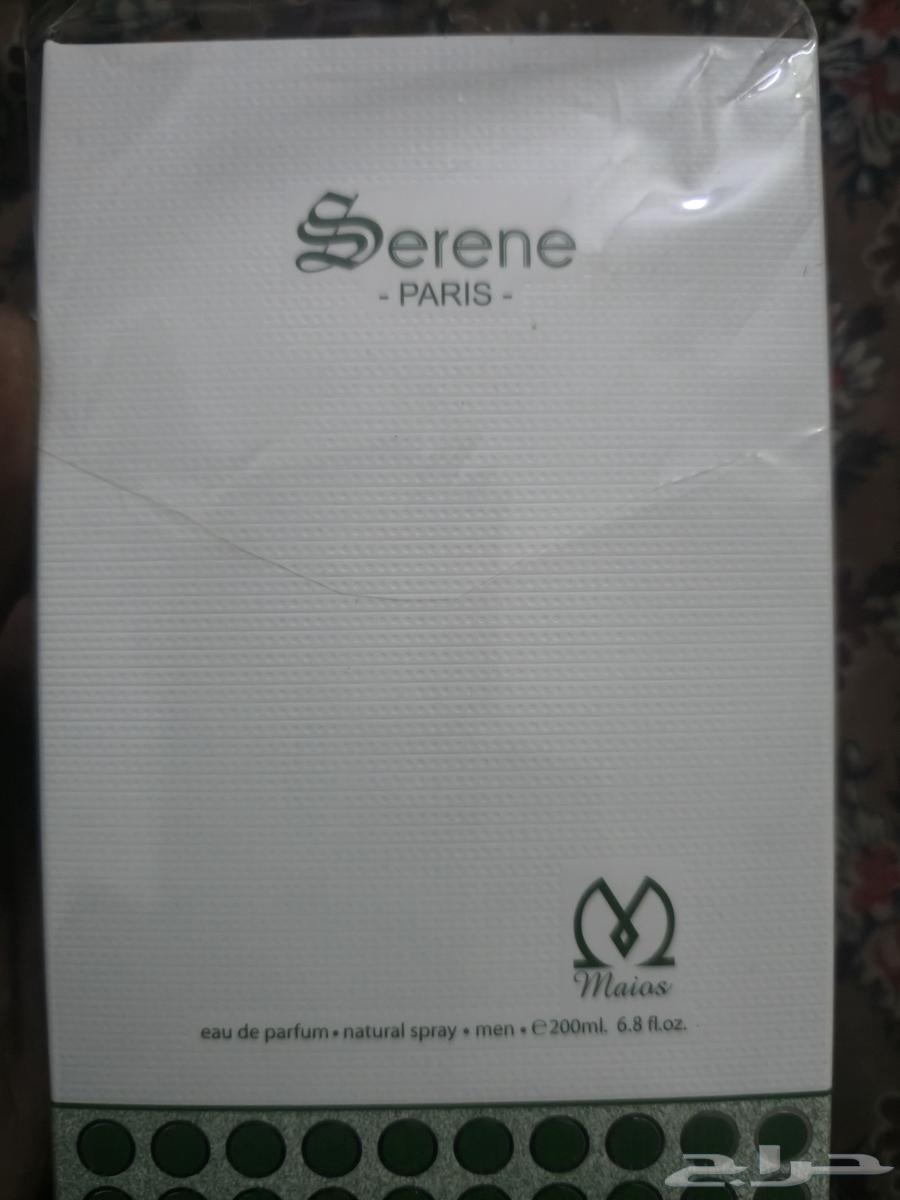 Serene
- PARIS -
Maios
eau de parfum • natural spray • men • ℮200ml. 6.8 fl.oz.
حراج